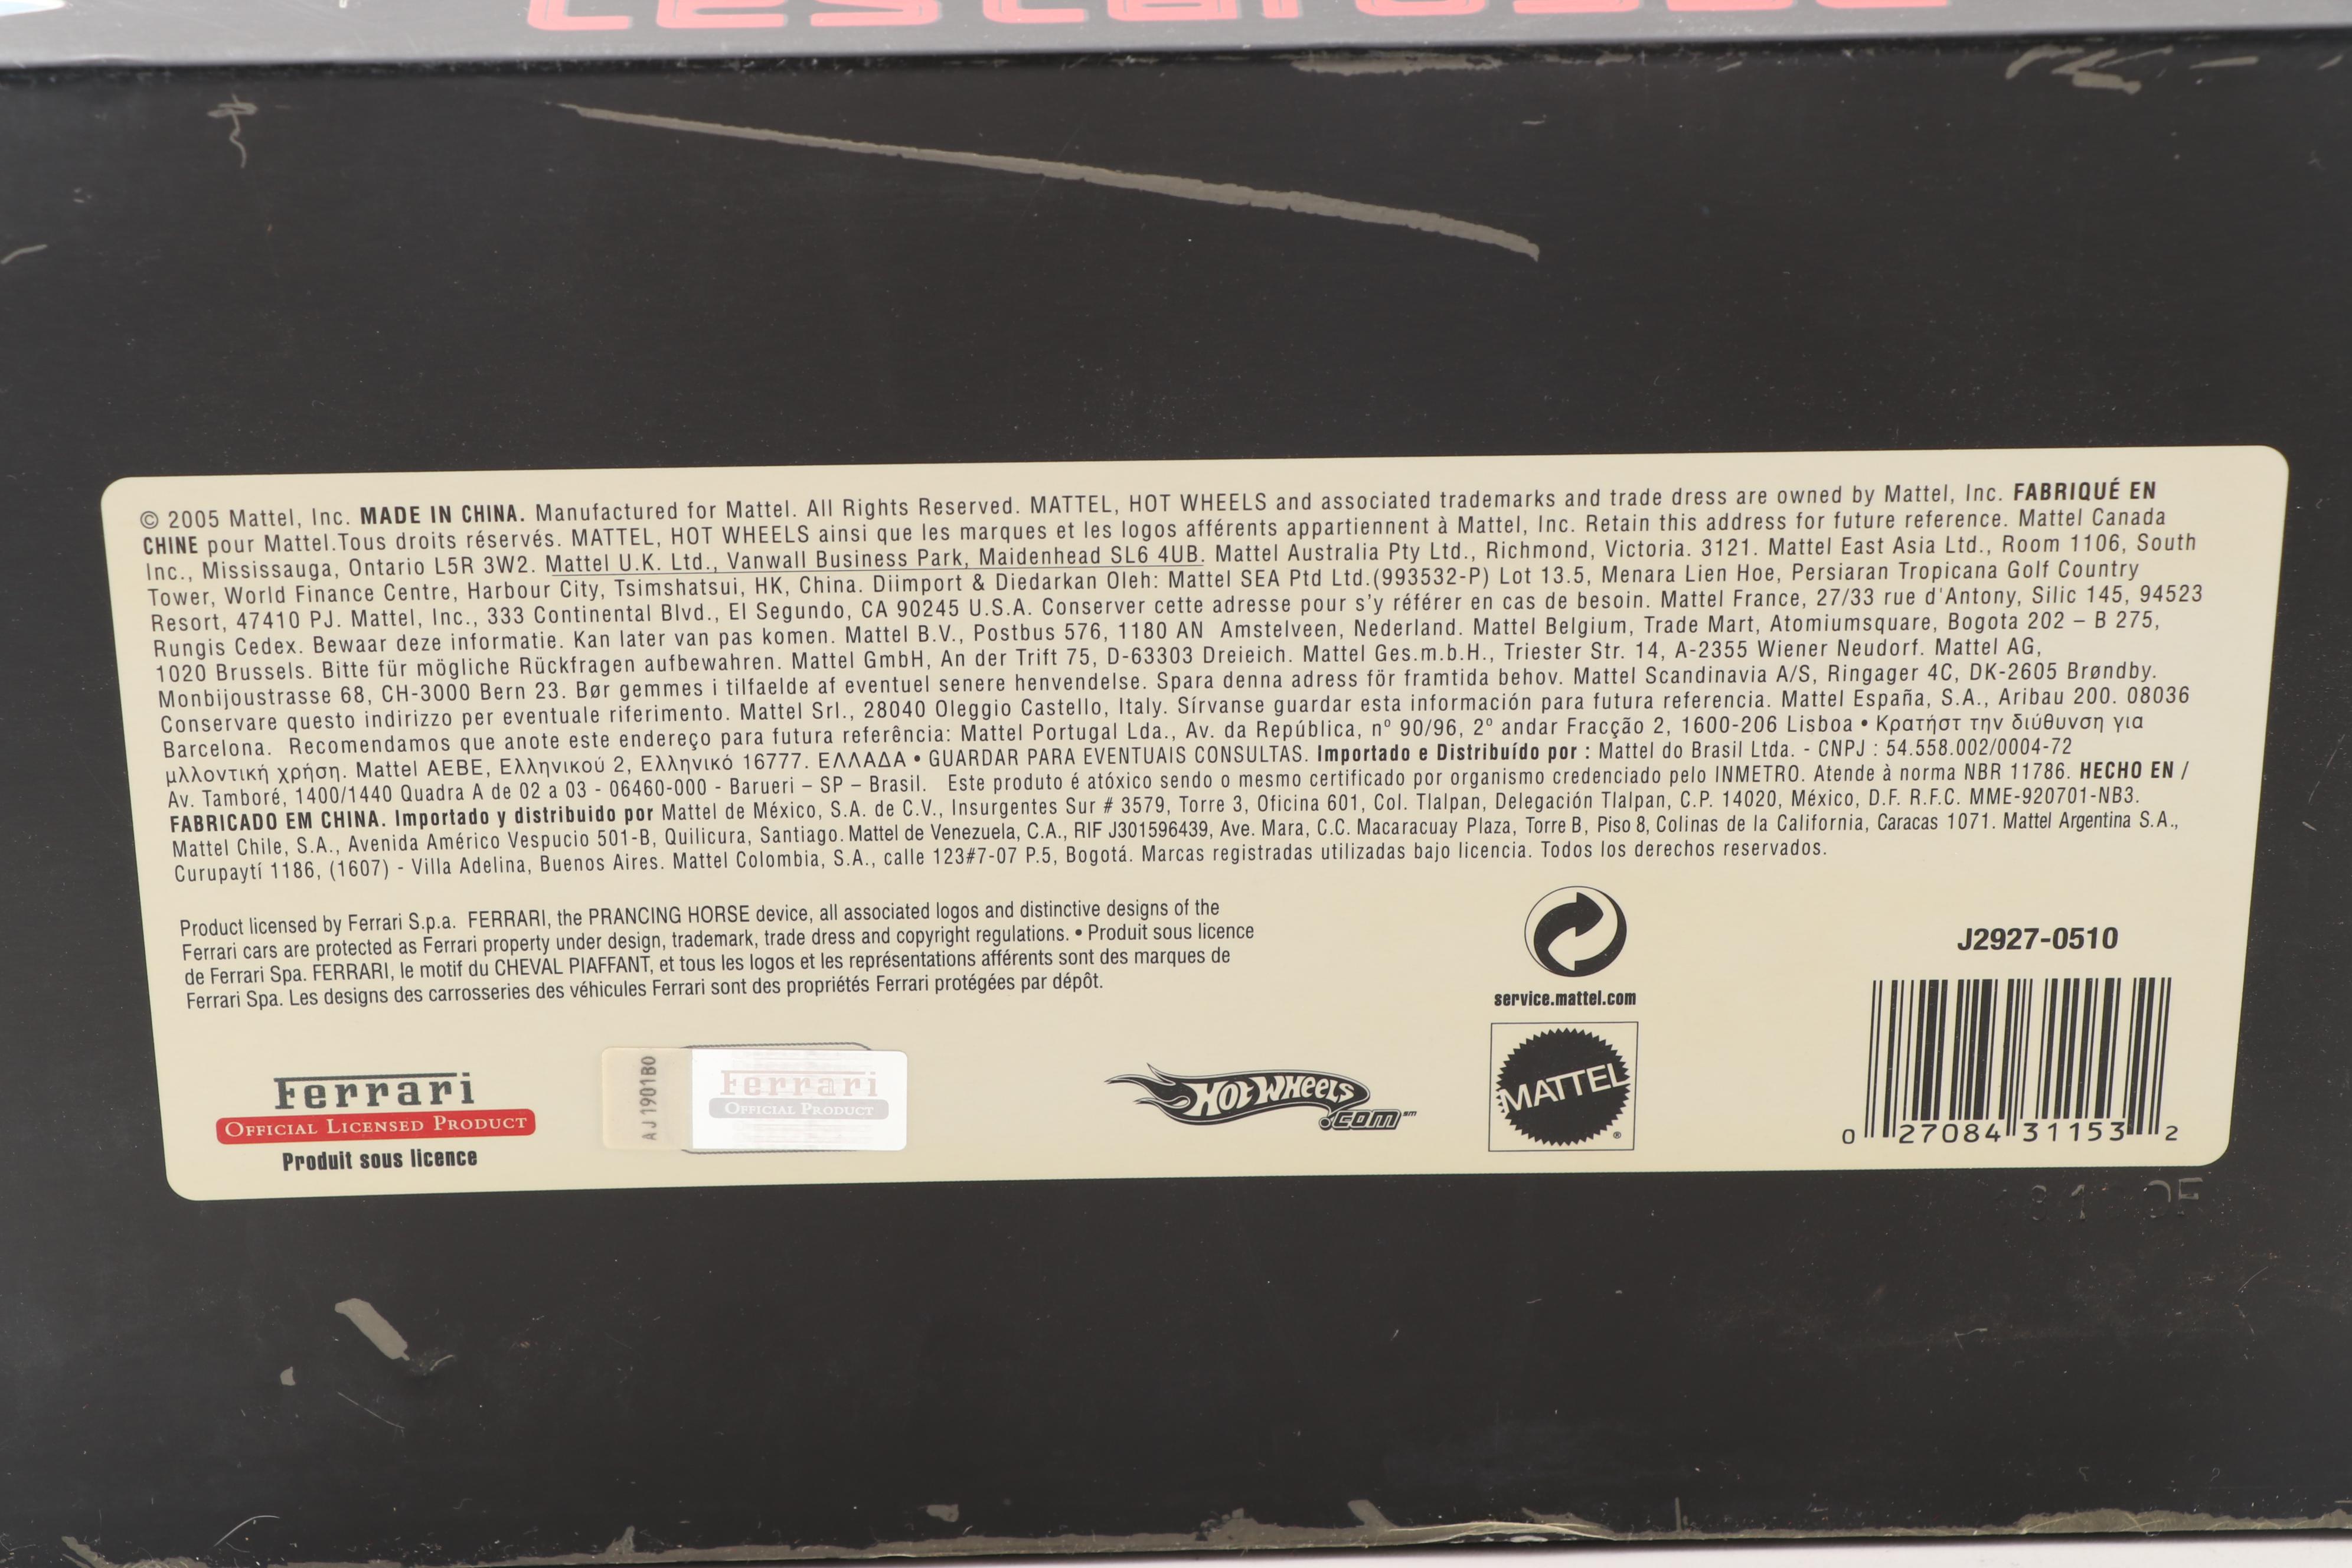 Testarossa
© 2005 Mattel, Inc. MADE IN CHINA. Manufactured for Mattel. All Rights Reserved. MATTEL, HOT WHEELS and associated trademarks and trade dress are owned by Mattel, Inc. FABRIQUÉ EN
CHINE pour Mattel.Tous droits réservés. MATTEL, HOT WHEELS ainsi que les marques et les logos afférents appartiennent à Mattel, Inc. Retain this address for future reference. Mattel Canada
Inc., Mississauga, Ontario L5R 3W2. Mattel U.K. Ltd., Vanwall Business Park, Maidenhead SL6 4UB. Mattel Australia Pty Ltd., Richmond, Victoria. 3121. Mattel East Asia Ltd., Room 1106, South
Tower, World Finance Centre, Harbour City, Tsimshatsui, HK, China. Diimport & Diedarkan Oleh: Mattel SEA Ptd Ltd.(993532-P) Lot 13.5, Menara Lien Hoe, Persiaran Tropicana Golf Country
Resort, 47410 PJ. Mattel, Inc., 333 Continental Blvd., El Segundo, CA 90245 U.S.A. Conserver cette adresse pour s'y référer en cas de besoin. Mattel France, 27/33 rue d'Antony, Silic 145, 94523
Rungis Cedex. Bewaar deze informatie. Kan later van pas komen. Mattel B.V., Postbus 576, 1180 AN Amstelveen, Nederland. Mattel Belgium, Trade Mart, Atomiumsquare, Bogota 202 – B 275,
1020 Brussels. Bitte für mögliche Rückfragen aufbewahren. Mattel GmbH, An der Trift 75, D-63303 Dreieich. Mattel Ges.m.b.H., Triester Str. 14, A-2355 Wiener Neudorf. Mattel AG,
Monbijoustrasse 68, CH-3000 Bern 23. Bør gemmes i tilfaelde af eventuel senere henvendelse. Spara denna adress för framtida behov. Mattel Scandinavia A/S, Ringager 4C, DK-2605 Brøndby.
Conservare questo indirizzo per eventuale riferimento. Mattel Srl., 28040 Oleggio Castello, Italy. Sírvanse guardar esta información para futura referencia. Mattel España, S.A., Aribau 200. 08036
Barcelona. Recomendamos que anote este endereço para futura referência: Mattel Portugal Lda., Av. da República, nº 90/96, 2º andar Fracção 2, 1600-206 Lisboa • Κρατήστ την διύθυνση για
μλλοντική χρήση. Mattel AEBE, Ελληνικού 2, Ελληνικό 16777. ΕΛΛΑΔΑ • GUARDAR PARA EVENTUAIS CONSULTAS. Importado e Distribuído por : Mattel do Brasil Ltda. - CNPJ : 54.558.002/0004-72
Av. Tamboré, 1400/1440 Quadra A de 02 a 03 - 06460-000 - Barueri – SP – Brasil. Este produto é atóxico sendo o mesmo certificado por organismo credenciado pelo INMETRO. Atende à norma NBR 11786. HECHO EN /
FABRICADO EM CHINA. Importado y distribuido por Mattel de México, S.A. de C.V., Insurgentes Sur # 3579, Torre 3, Oficina 601, Col. Tlalpan, Delegación Tlalpan, C.P. 14020, México, D.F. R.F.C. MME-920701-NB3.
Mattel Chile, S.A., Avenida Américo Vespucio 501-B, Quilicura, Santiago. Mattel de Venezuela, C.A., RIF J301596439, Ave. Mara, C.C. Macaracuay Plaza, Torre B, Piso 8, Colinas de la California, Caracas 1071. Mattel Argentina S.A.,
Curupaytí 1186, (1607) - Villa Adelina, Buenos Aires. Mattel Colombia, S.A., calle 123#7-07 P.5, Bogotá. Marcas registradas utilizadas bajo licencia. Todos los derechos reservados.
Product licensed by Ferrari S.p.a. FERRARI, the PRANCING HORSE device, all associated logos and distinctive designs of the
Ferrari cars are protected as Ferrari property under design, trademark, trade dress and copyright regulations. • Produit sous licence
de Ferrari Spa. FERRARI, le motif du CHEVAL PIAFFANT, et tous les logos et les représentations afférents sont des marques de
Ferrari Spa. Les designs des carrosseries des véhicules Ferrari sont des propriétés Ferrari protégées par dépôt.
Ferrari
OFFICIAL LICENSED PRODUCT
Produit sous licence
AJ1901B0
Ferrari
OFFICIAL PRODUCT
HOT WHEELS
.com℠
service.mattel.com
MATTEL
®
J2927-0510
0 27084 31153 2